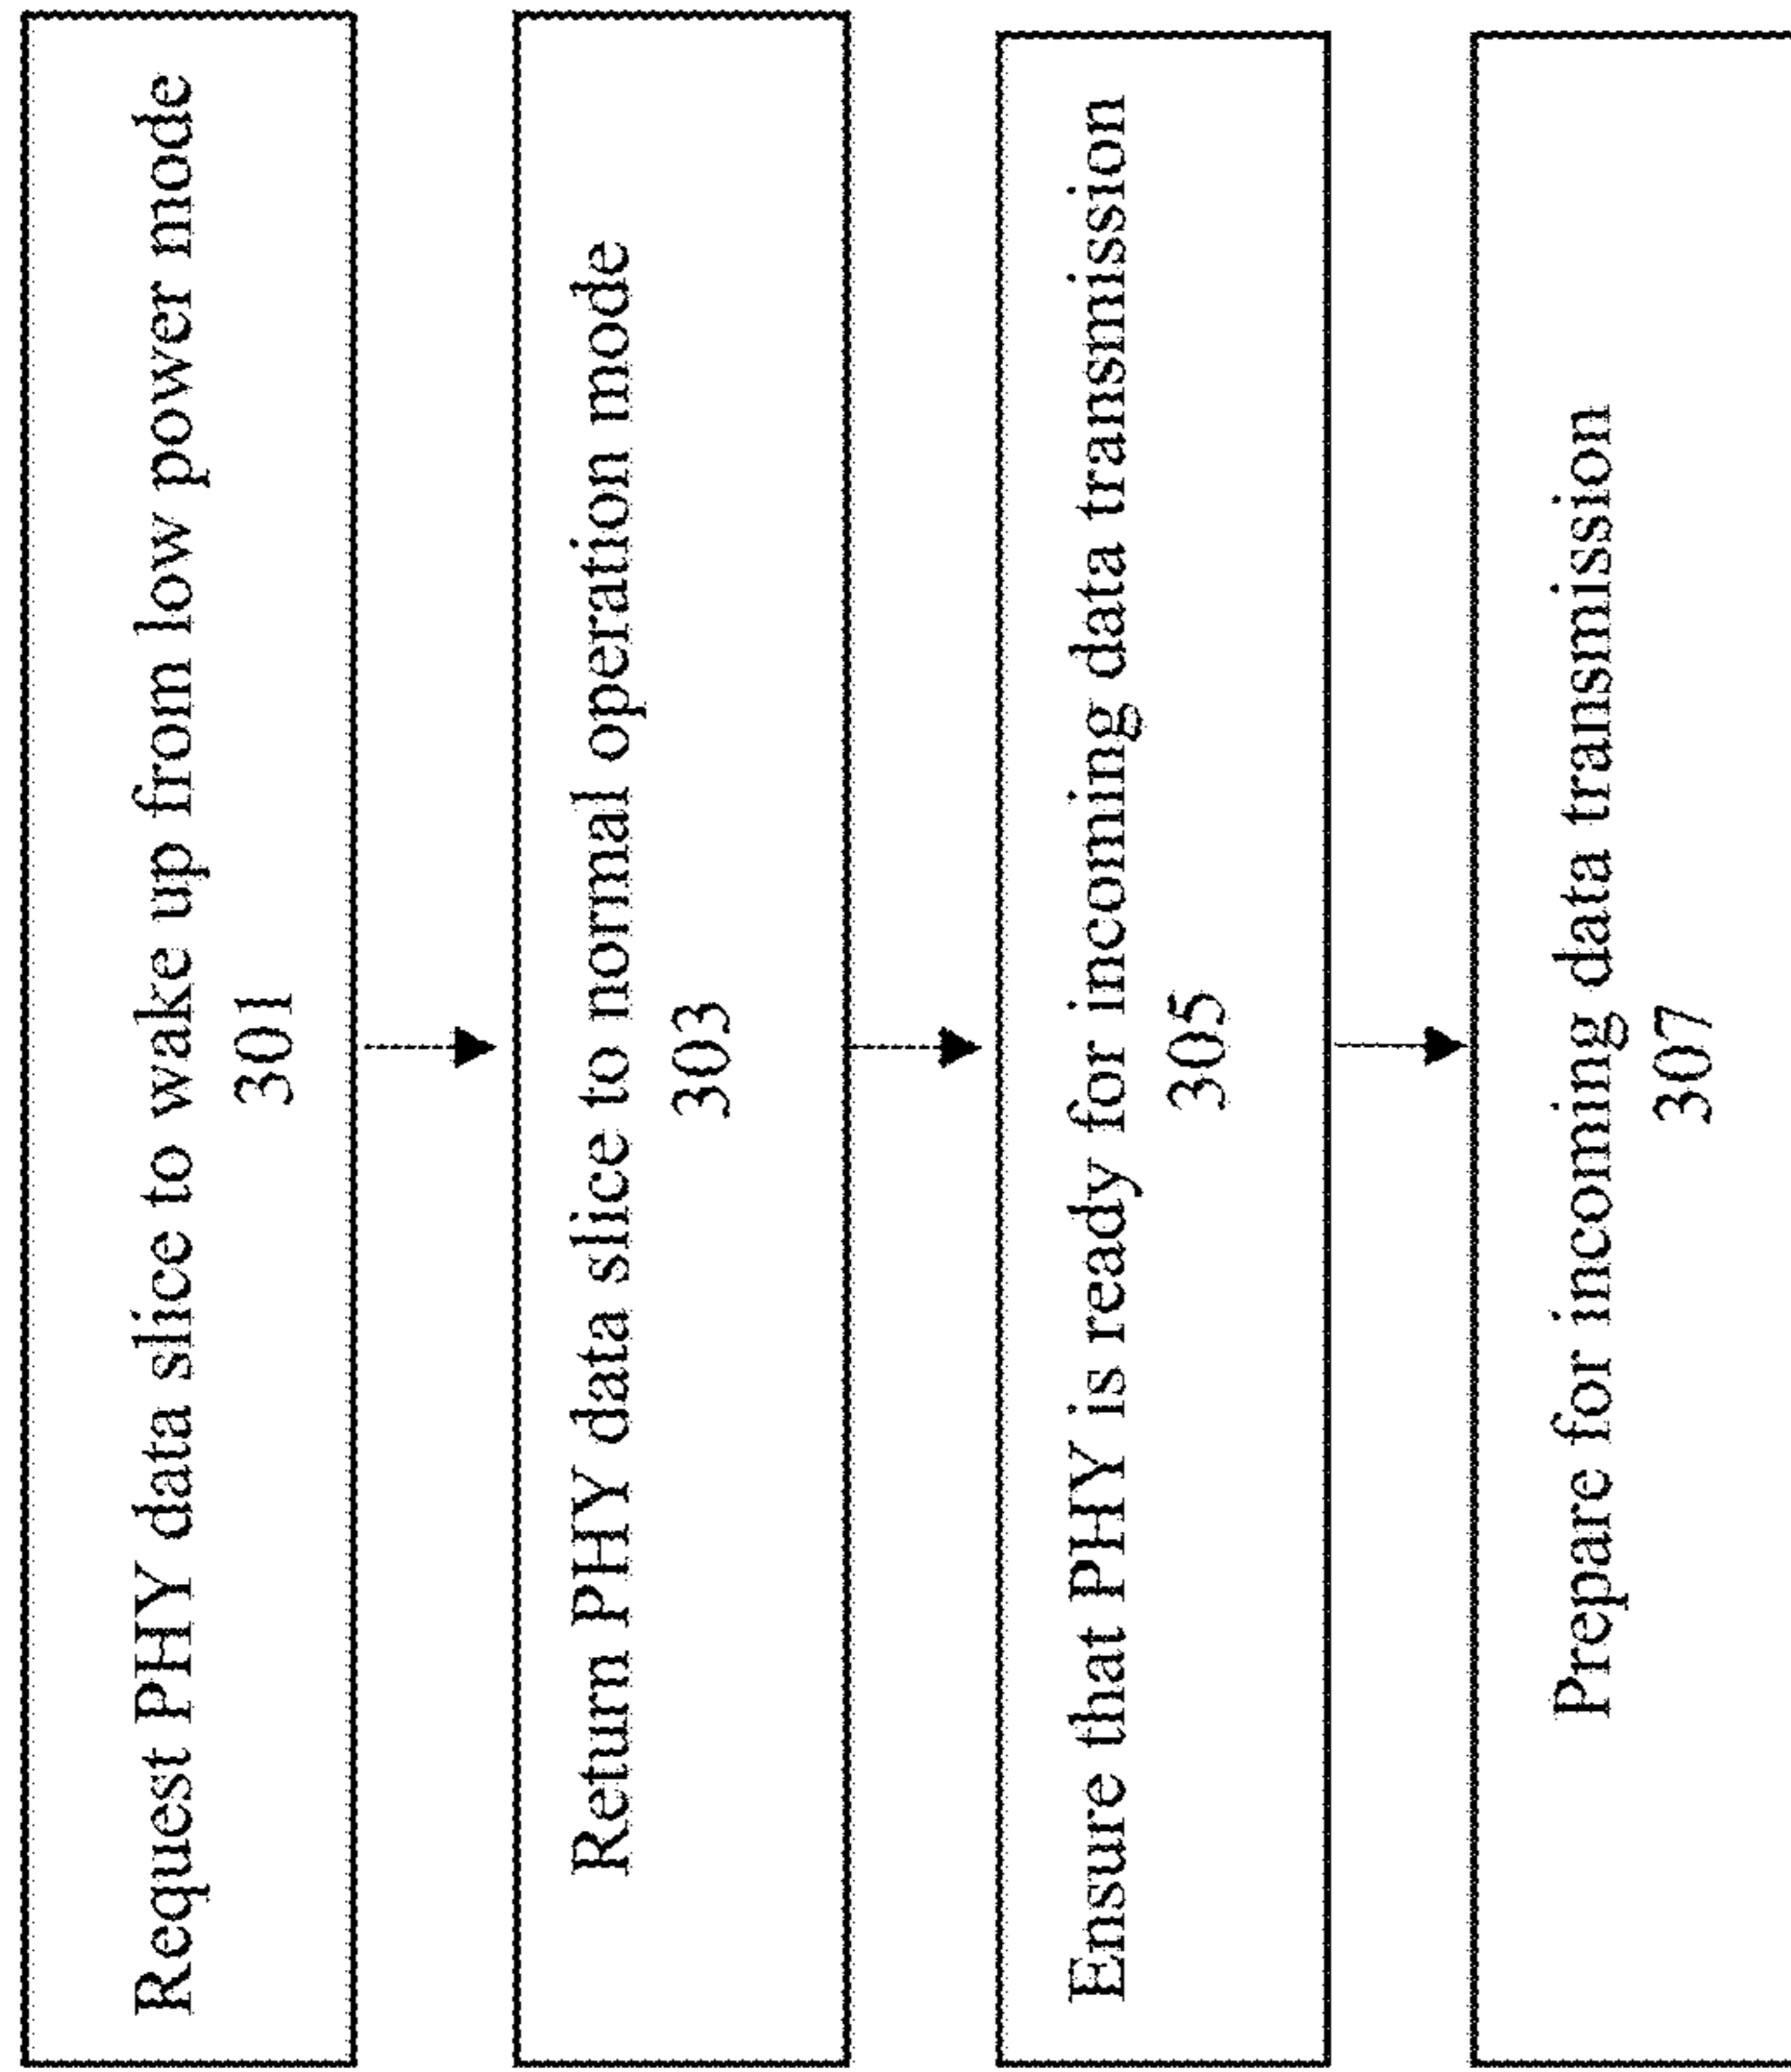 Request PHY data slice to wake up from low power mode
301
Return PHY data slice to normal operation mode
303
Ensure that PHY is ready for incoming data transmission
305
Prepare for incoming data transmission
307